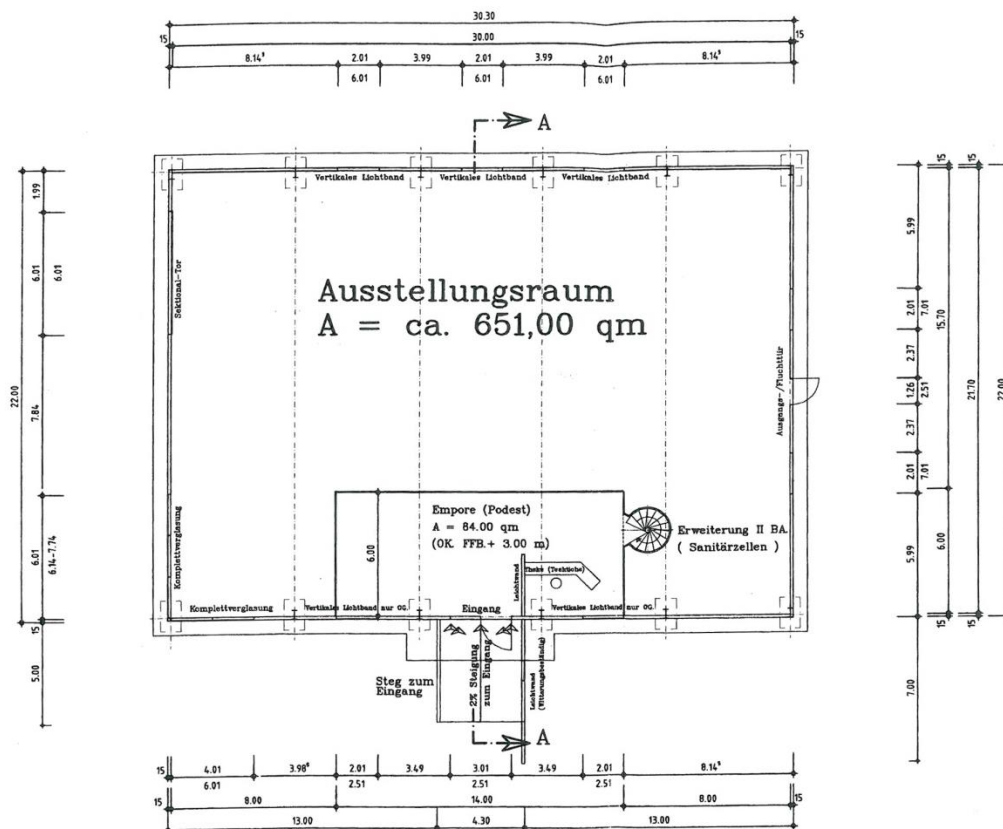 30.30
15 30.00 15
8.14⁵ 2.01 3.99 2.01 3.99 2.01 8.14⁵
6.01 6.01 6.01
A
Vertikales Lichtband Vertikales Lichtband Vertikales Lichtband
Ausstellungsraum
A = ca. 651,00 qm
Sektional-Tor
Komplettverglasung
Ausgangs-/Fluchttür
Empore (Podest)
A = 84.00 qm
(OK. FFB.+ 3.00 m)
6.00
Erweiterung II BA.
( Sanitärzellen )
Theke (Teeküche)
Leichtwand
Komplettverglasung
Vertikales Lichtband nur OG.
Eingang
Vertikales Lichtband nur OG.
Steg zum
Eingang
2% Steigung
zum Eingang
Leichtwand
(Witterungsbeständig)
A
22.00
1.99
6.01 6.01
7.84
6.01 6.14-7.74
15
5.00
15 15 15
5.99
2.01 7.01
2.37
1.26 2.51
2.37
2.01 7.01
5.99
15.70
6.00
21.70
22.00
15 15
7.00
15 4.01 3.98⁵ 2.01 3.49 3.01 3.49 2.01 8.14⁵
6.01 2.51 2.51 2.51
15 8.00 14.00 8.00 15
13.00 4.30 13.00